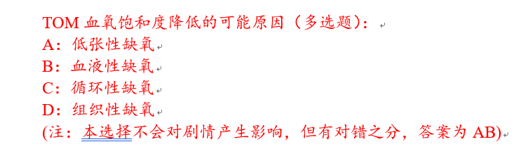 TOM 血氧饱和度降低的可能原因（多选题）：
A：低张性缺氧
B：血液性缺氧
C：循环性缺氧
D：组织性缺氧
(注：本选择不会对剧情产生影响，但有对错之分，答案为 AB)